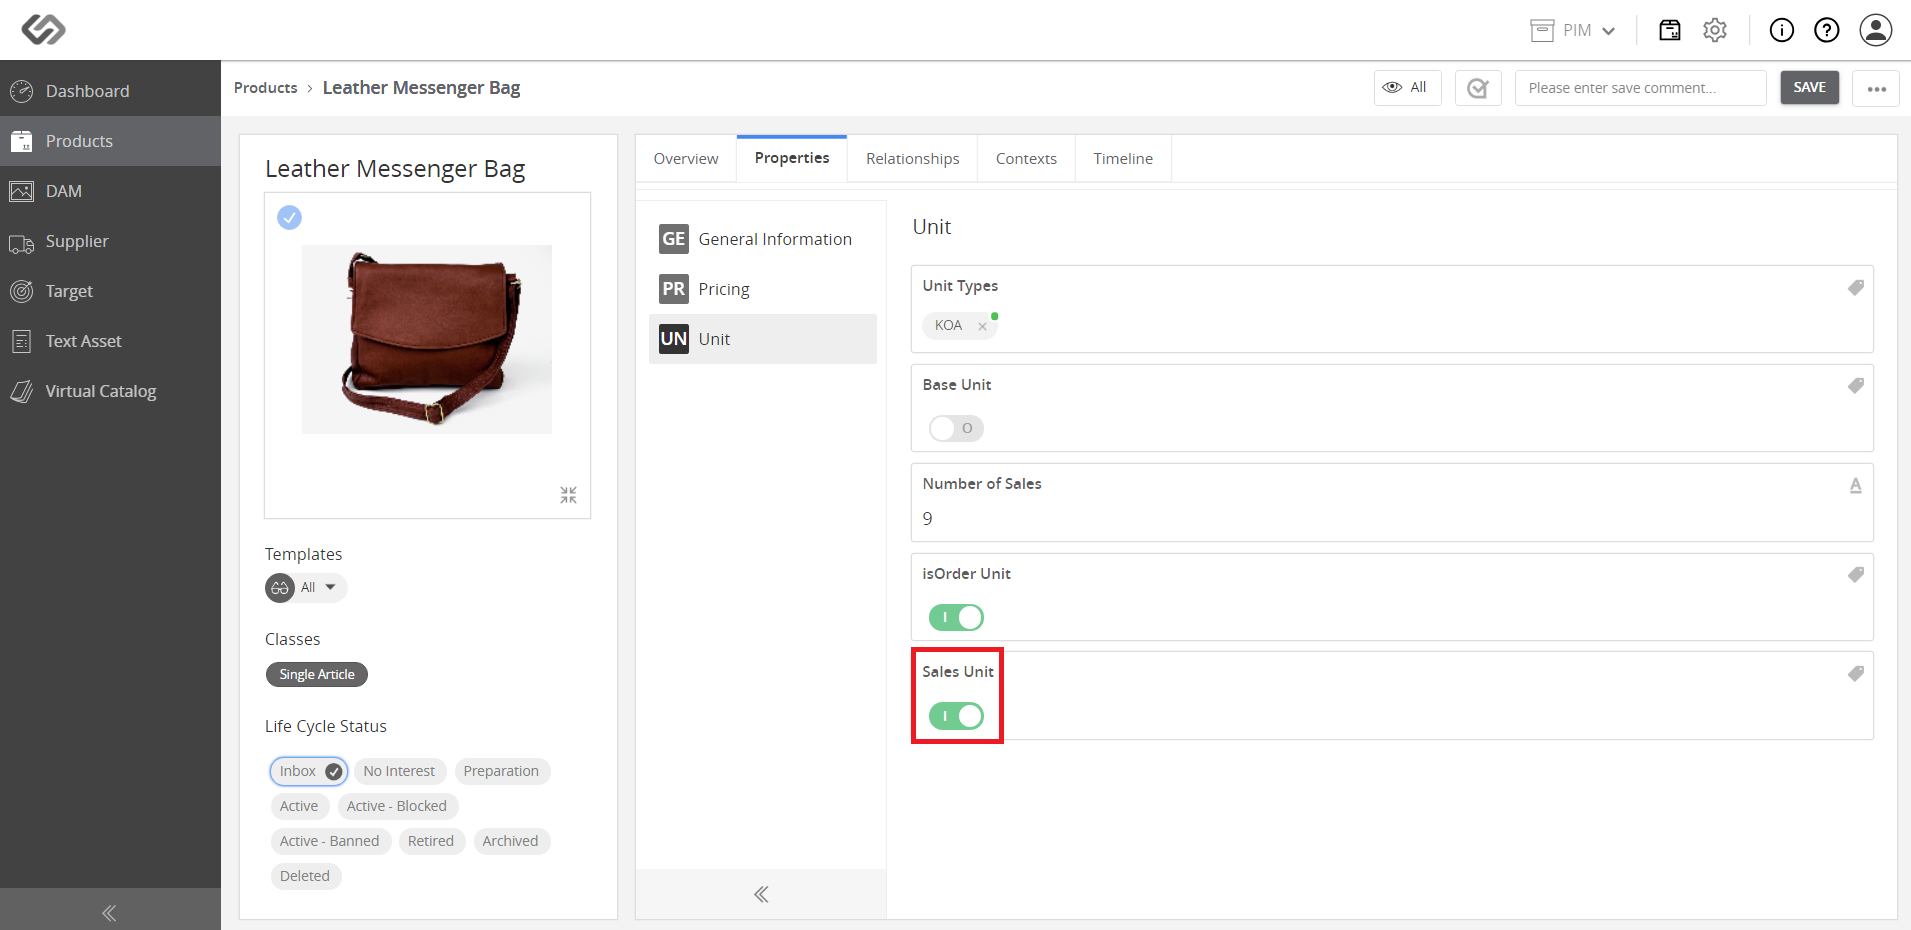 PIM
Dashboard
Products
DAM
Supplier
Target
Text Asset
Virtual Catalog
Products › Leather Messenger Bag
All
Please enter save comment...
SAVE
Leather Messenger Bag
Templates
All
Classes
Single Article
Life Cycle Status
Inbox No Interest Preparation
Active Active - Blocked
Active - Banned Retired Archived
Deleted
Overview Properties Relationships Contexts Timeline
GE General Information
PR Pricing
UN Unit
Unit
Unit Types
KOA ×
Base Unit
O
Number of Sales
A
9
isOrder Unit
I
Sales Unit
I